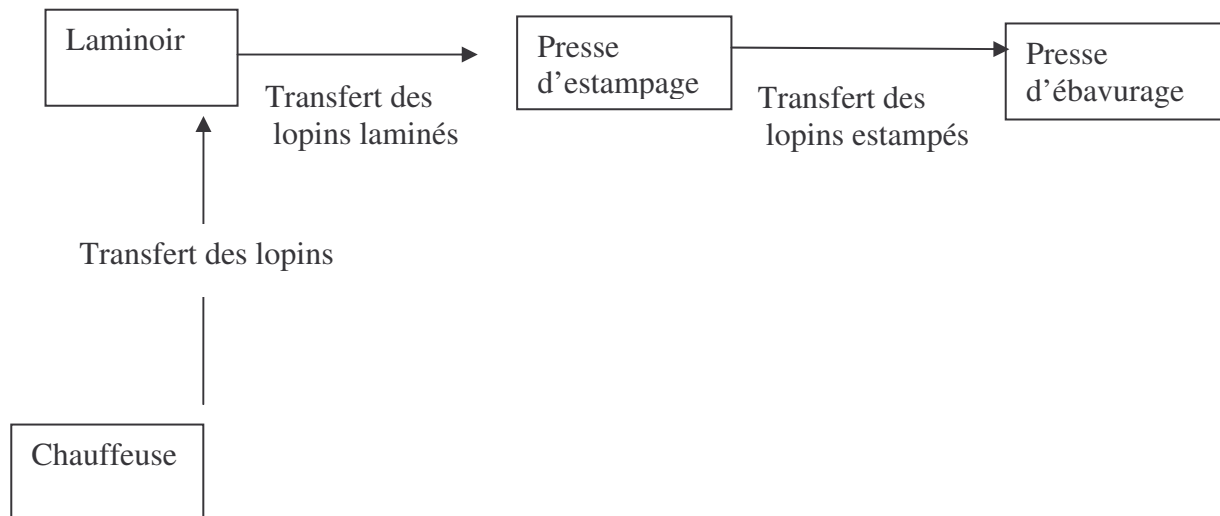 Laminoir
Transfert des
lopins laminés
Presse
d'estampage
Transfert des
lopins estampés
Presse
d'ébavurage
Transfert des lopins
Chauffeuse